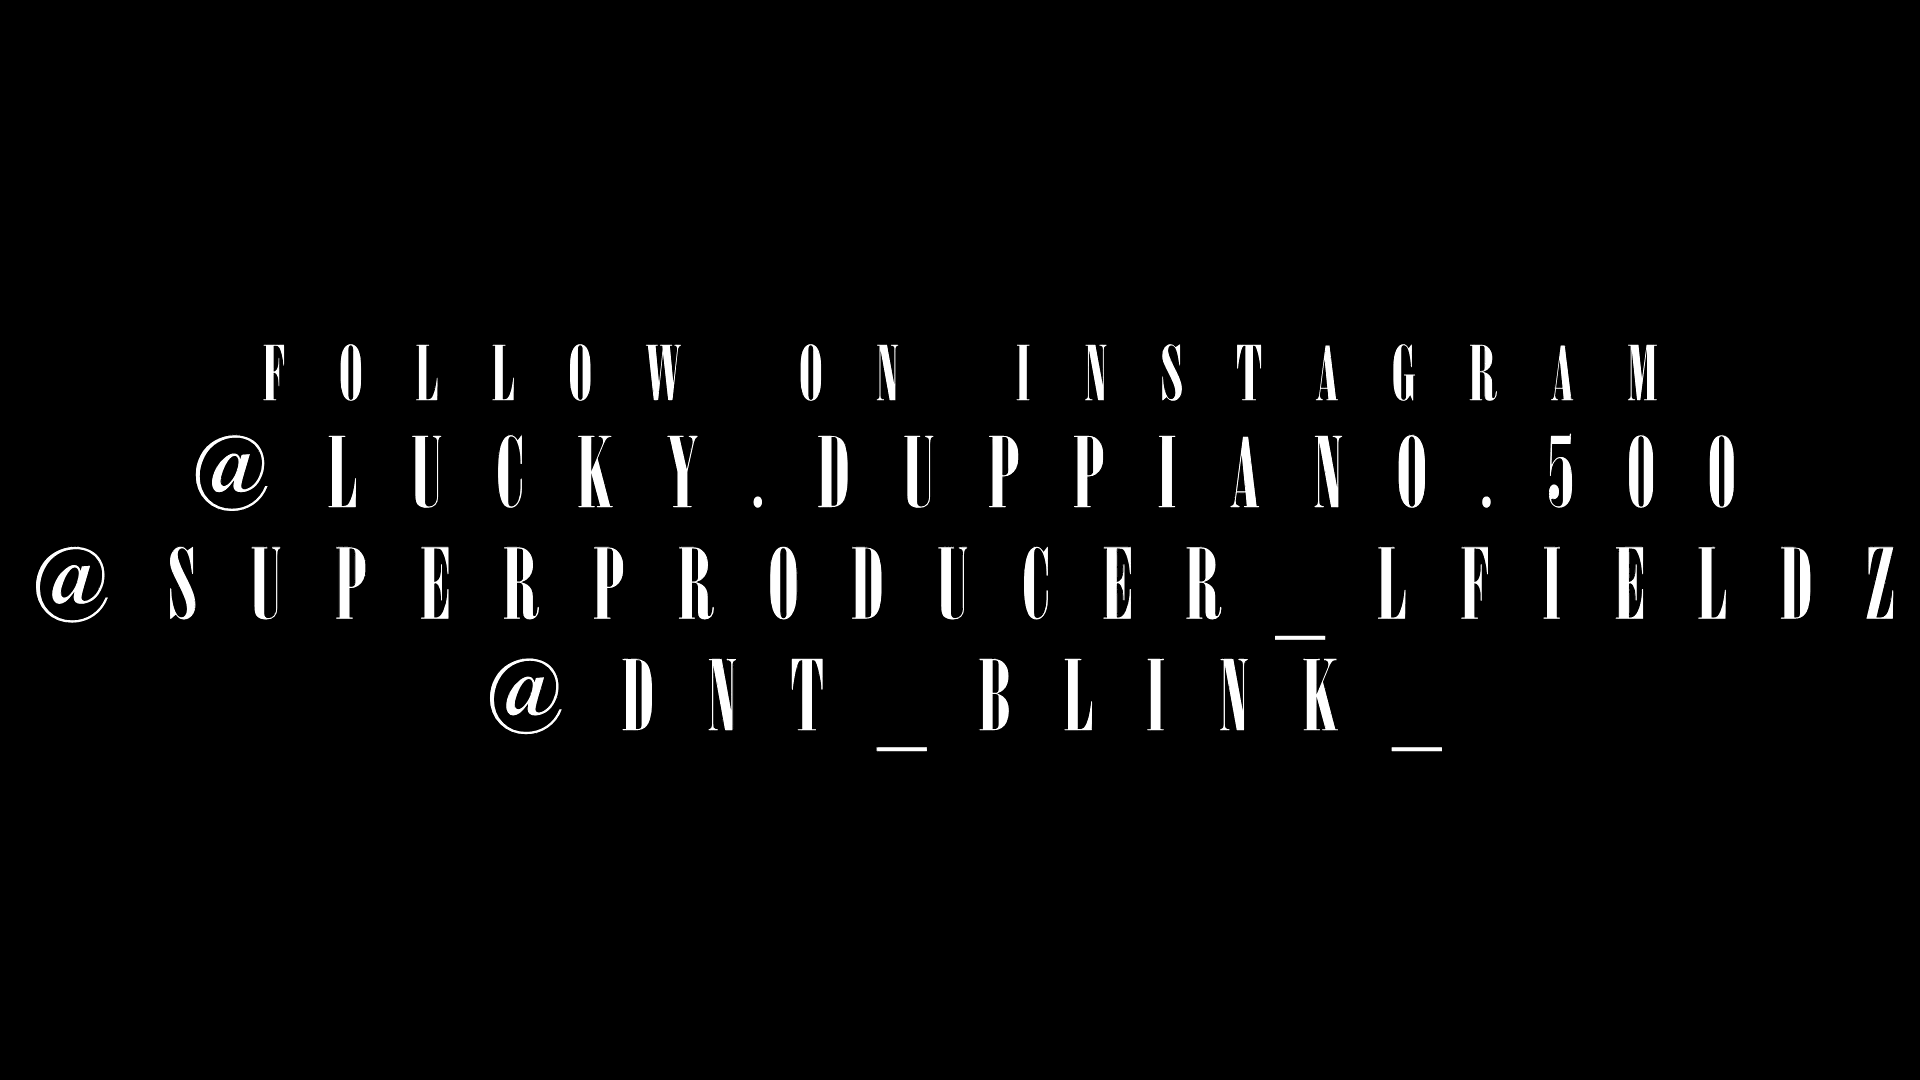 FOLLOW ON INSTAGRAM
@LUCKY.DUPPIANO.500
@SUPERPRODUCER_LFIELDZ
@DNT_BLINK_